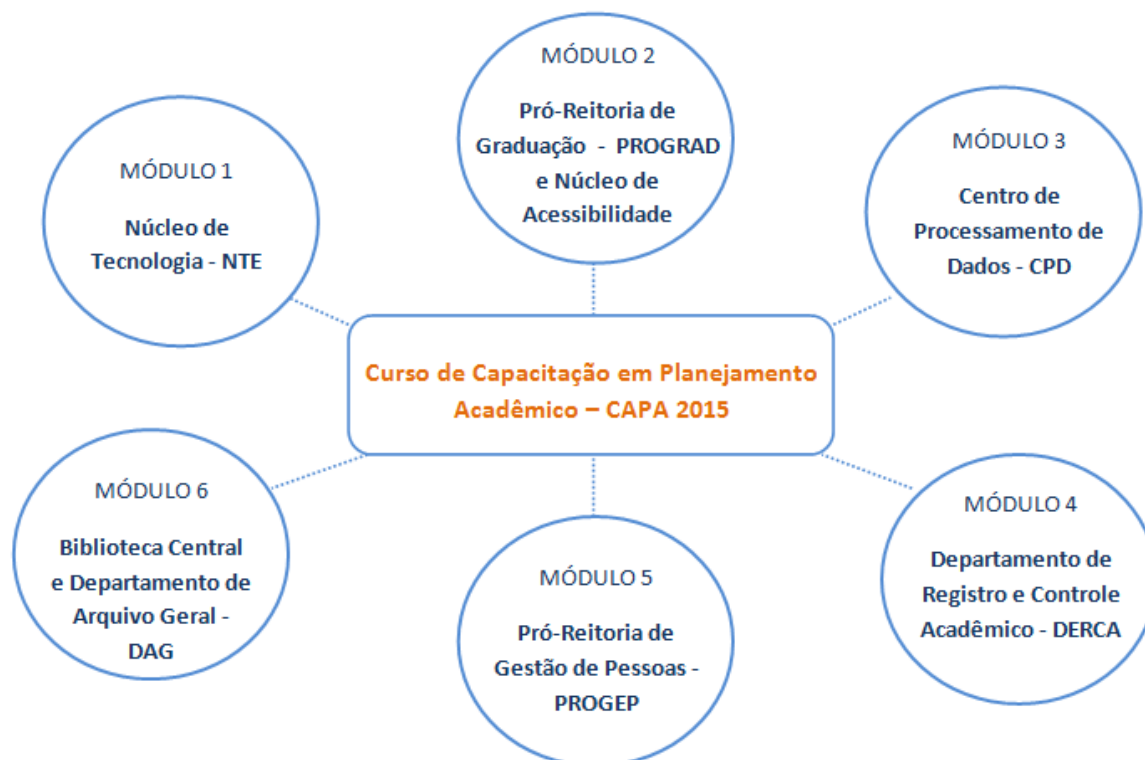 MÓDULO 1
Núcleo de
Tecnologia - NTE
MÓDULO 2
Pró-Reitoria de
Graduação - PROGRAD
e Núcleo de
Acessibilidade
MÓDULO 3
Centro de
Processamento de
Dados - CPD
Curso de Capacitação em Planejamento
Acadêmico – CAPA 2015
MÓDULO 6
Biblioteca Central
e Departamento de
Arquivo Geral -
DAG
MÓDULO 5
Pró-Reitoria de
Gestão de Pessoas -
PROGEP
MÓDULO 4
Departamento de
Registro e Controle
Acadêmico - DERCA